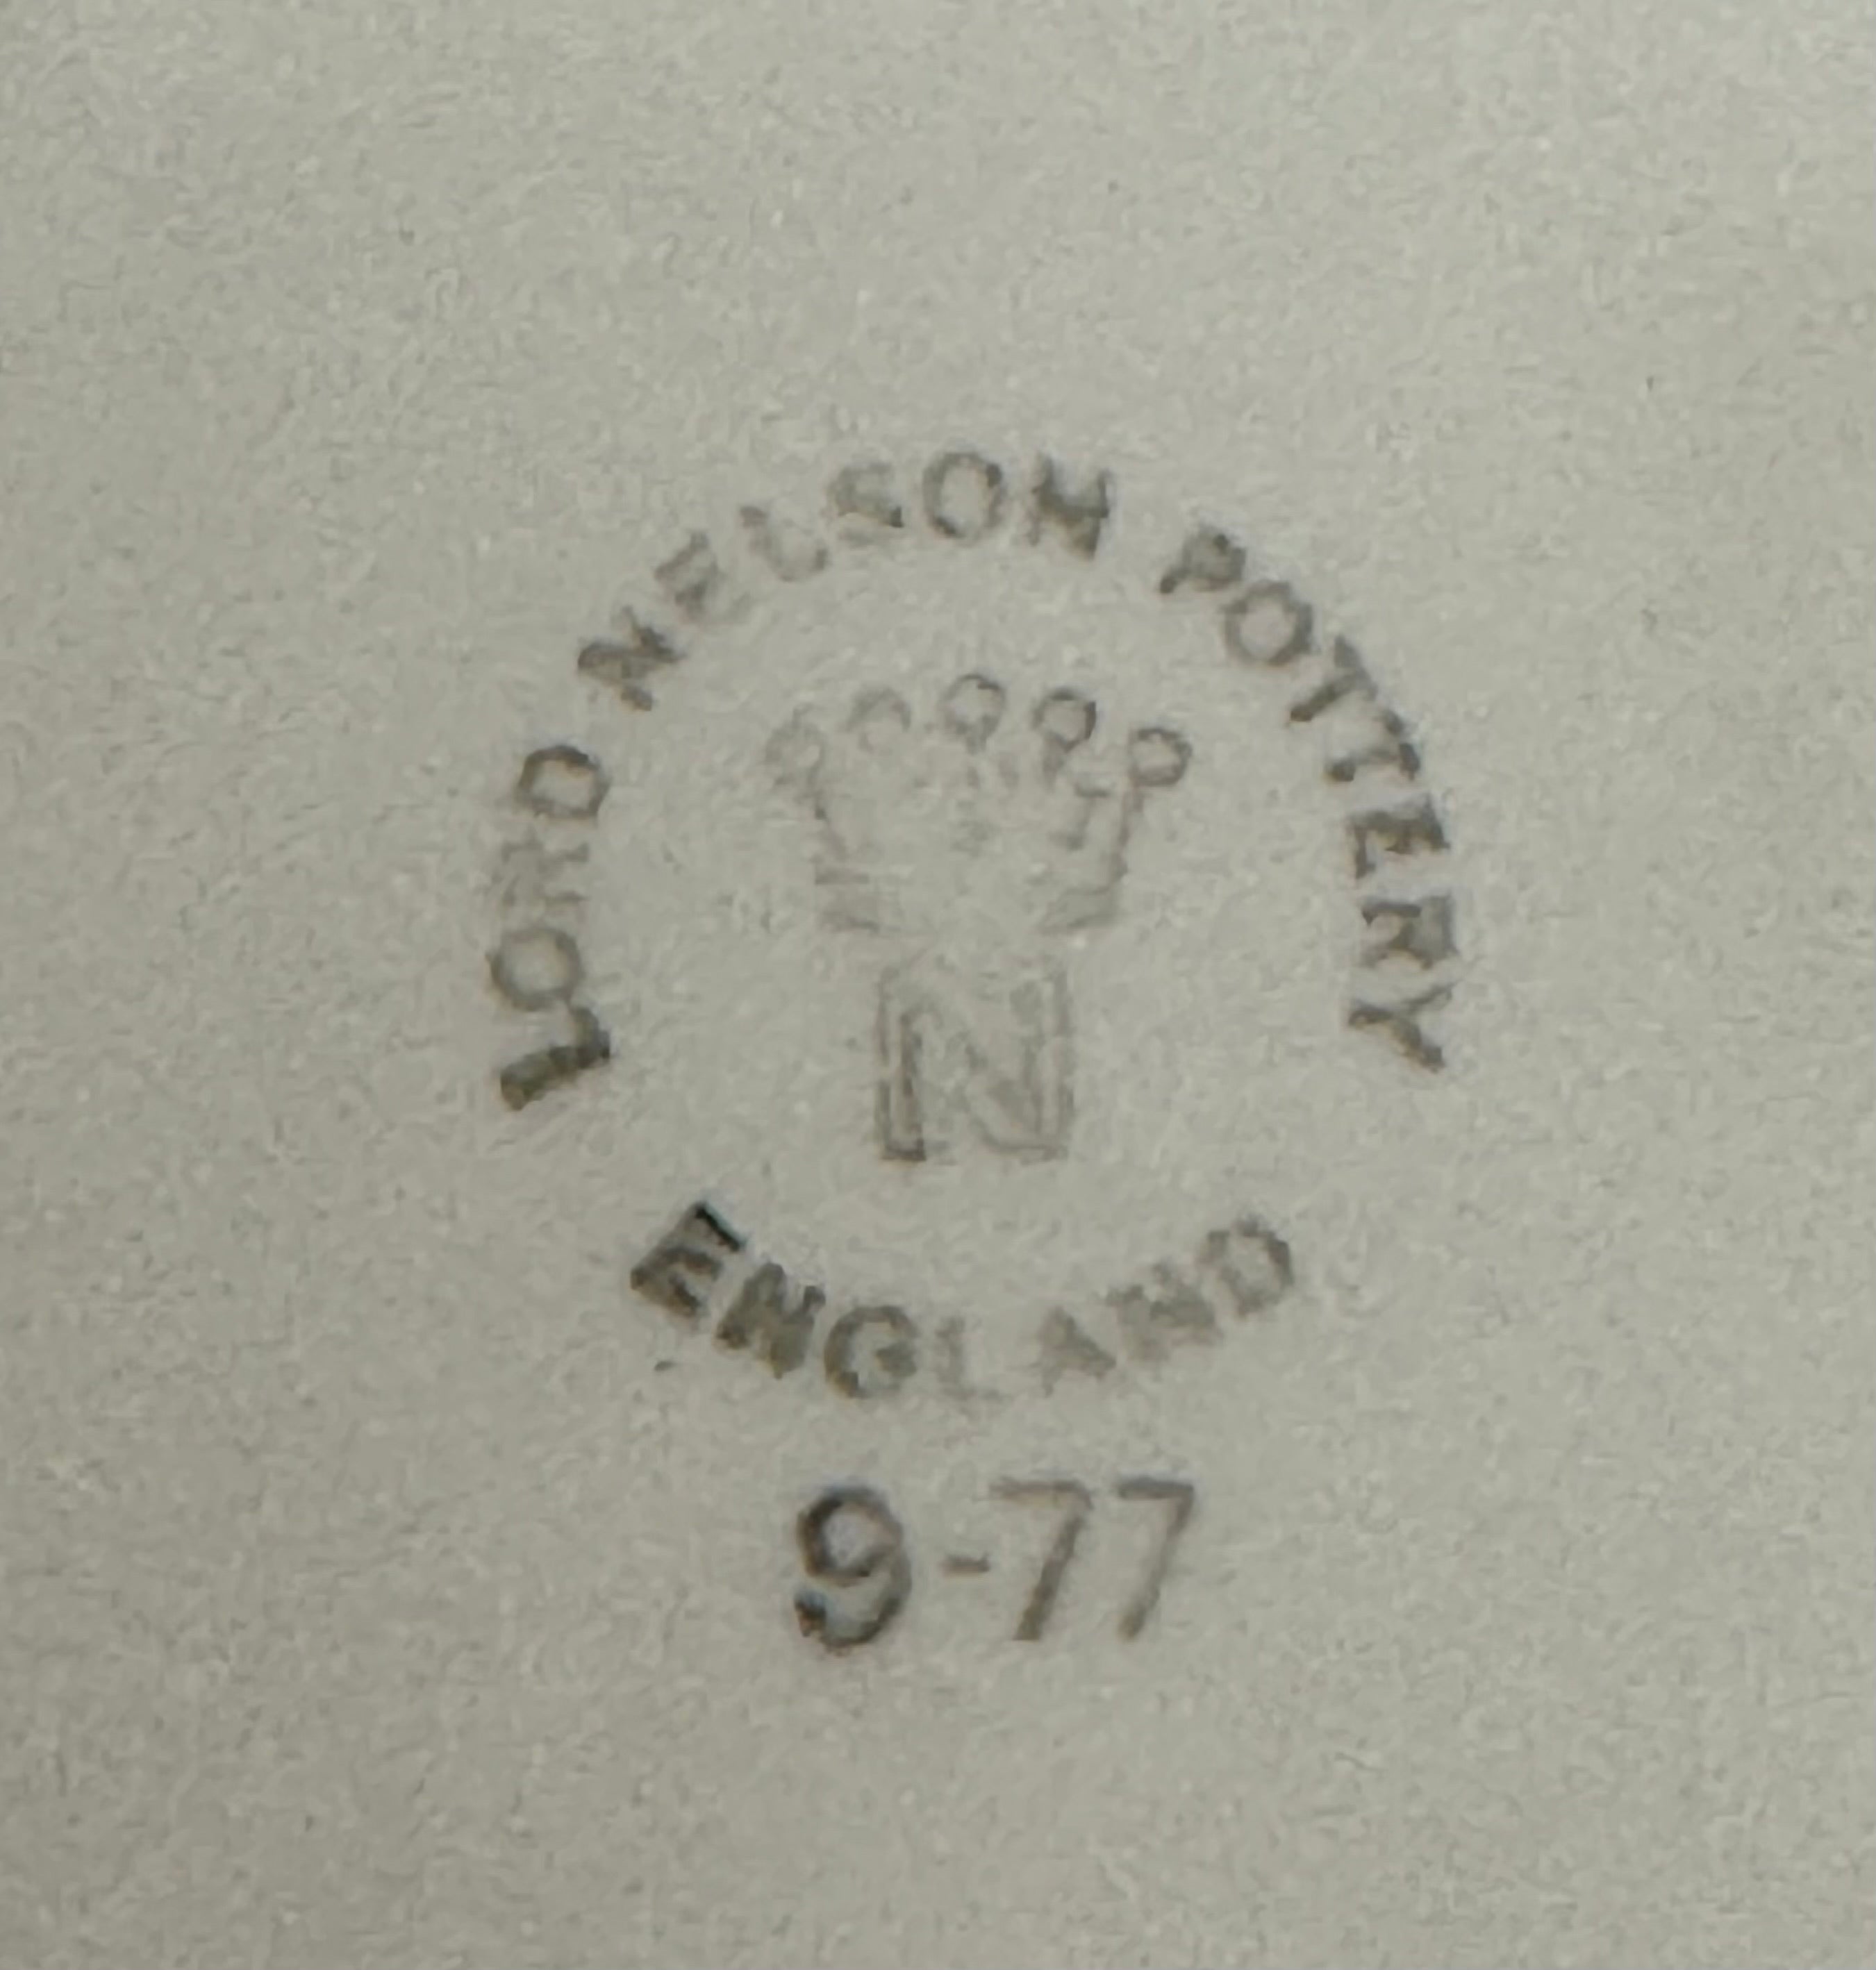 LORD NELSON POTTERY
N
ENGLAND
9-77